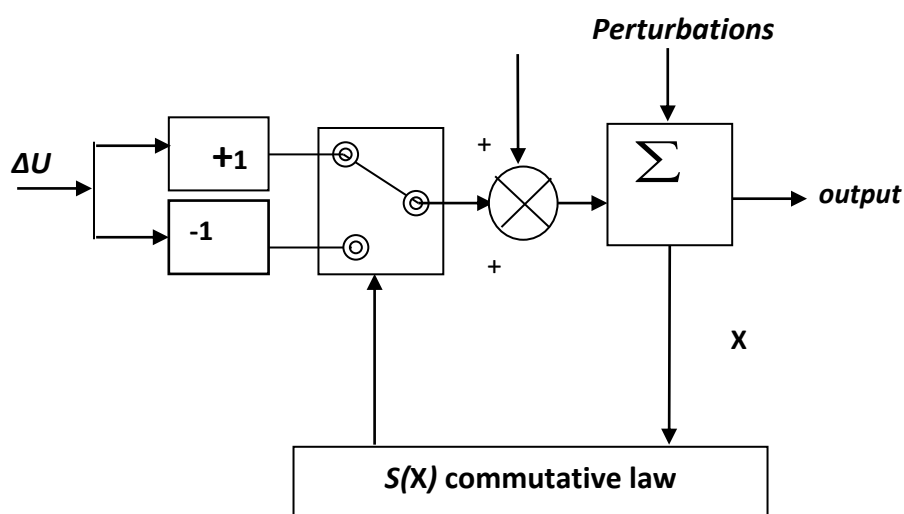 Perturbations
+
ΔU
+1
Σ
output
-1
+
X
S(X) commutative law